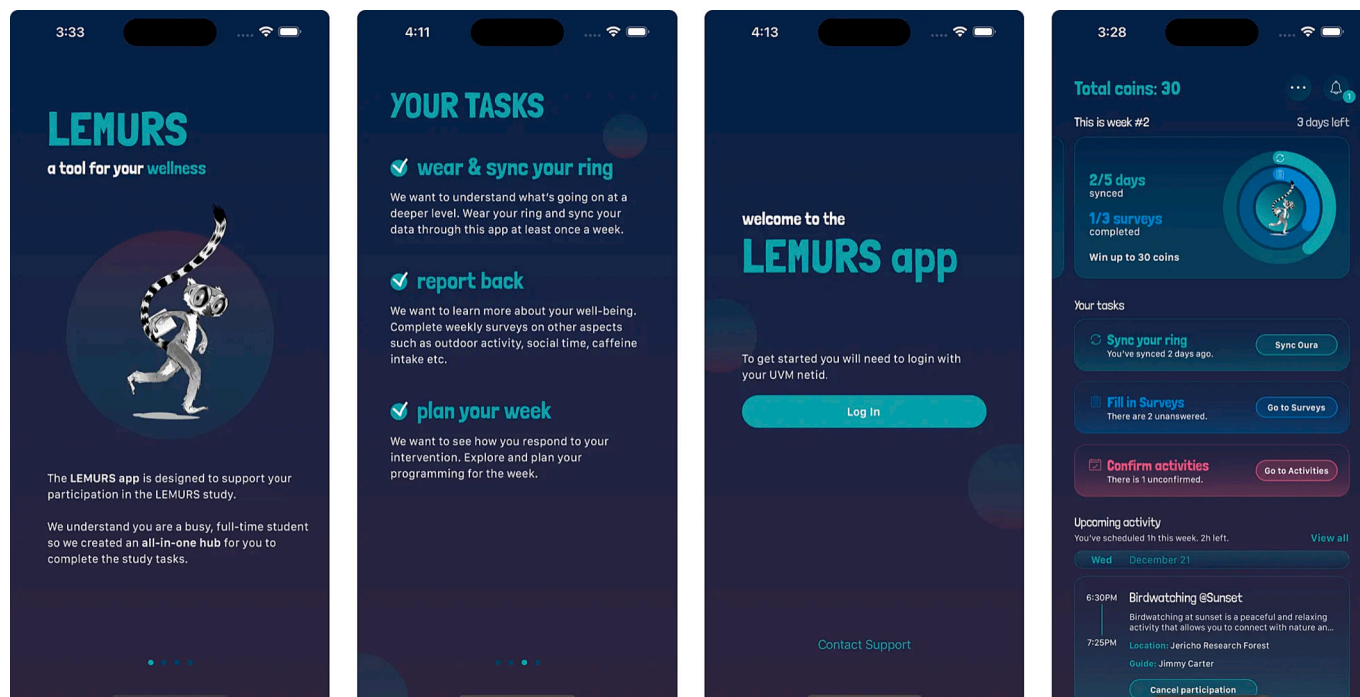 3:33
LEMURS
a tool for your wellness
The LEMURS app is designed to support your
participation in the LEMURS study.
We understand you are a busy, full-time student
so we created an all-in-one hub for you to
complete the study tasks.
4:11
YOUR TASKS
wear & sync your ring
We want to understand what's going on at a
deeper level. Wear your ring and sync your
data through this app at least once a week.
report back
We want to learn more about your well-being.
Complete weekly surveys on other aspects
such as outdoor activity, social time, caffeine
intake etc.
plan your week
We want to see how you respond to your
intervention. Explore and plan your
programming for the week.
4:13
welcome to the
LEMURS app
To get started you will need to login with
your UVM netid.
Log In
Contact Support
3:28
Total coins: 30
1
This is week #2 3 days left
2/5 days
synced
1/3 surveys
completed
Win up to 30 coins
Your tasks
Sync your ring
You've synced 2 days ago.
Sync Oura
Fill in Surveys
There are 2 unanswered.
Go to Surveys
Confirm activities
There is 1 unconfirmed.
Go to Activities
Upcoming activity
You've scheduled 1h this week. 2h left. View all
Wed December 21
6:30PM Birdwatching @Sunset
Birdwatching at sunset is a peaceful and relaxing
activity that allows you to connect with nature an...
7:25PM Location: Jericho Research Forest
Guide: Jimmy Carter
Cancel participation